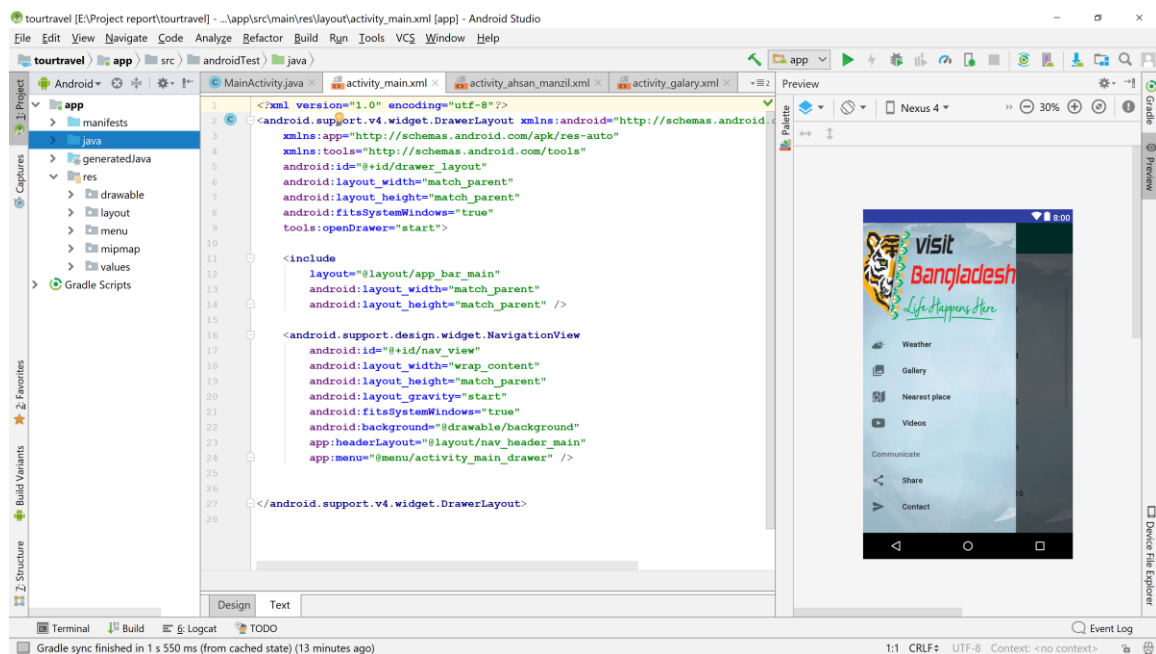 tourtravel [E:\Project report\tourtravel] - ...\app\src\main\res\layout\activity_main.xml [app] - Android Studio
File Edit View Navigate Code Analyze Refactor Build Run Tools VCS Window Help
tourtravel app src androidTest java app
Android MainActivity.java activity_main.xml activity_ahsan_manzil.xml activity_galary.xml 2 Preview
1: Project
Captures
2: Favorites
Build Variants
Z: Structure
app
manifests
java
generatedJava
res
drawable
layout
menu
mipmap
values
Gradle Scripts
1 <?xml version="1.0" encoding="utf-8"?>
2 <android.support.v4.widget.DrawerLayout xmlns:android="http://schemas.android.
3 xmlns:app="http://schemas.android.com/apk/res-auto"
4 xmlns:tools="http://schemas.android.com/tools"
5 android:id="@+id/drawer_layout"
6 android:layout_width="match_parent"
7 android:layout_height="match_parent"
8 android:fitsSystemWindows="true"
9 tools:openDrawer="start">
10
11 <include
12 layout="@layout/app_bar_main"
13 android:layout_width="match_parent"
14 android:layout_height="match_parent" />
15
16 <android.support.design.widget.NavigationView
17 android:id="@+id/nav_view"
18 android:layout_width="wrap_content"
19 android:layout_height="match_parent"
20 android:layout_gravity="start"
21 android:fitsSystemWindows="true"
22 android:background="@drawable/background"
23 app:headerLayout="@layout/nav_header_main"
24 app:menu="@menu/activity_main_drawer" />
25
26
27 </android.support.v4.widget.DrawerLayout>
28
Design Text
Palette
Nexus 4 30%
8:00
visit
Bangladesh
Life Happens Here
Weather
Gallery
Nearest place
Videos
Communicate
Share
Contact
Gradle
Preview
Device File Explorer
Terminal Build 6: Logcat TODO Event Log
Gradle sync finished in 1 s 550 ms (from cached state) (13 minutes ago) 1:1 CRLF UTF-8 Context: <no context>